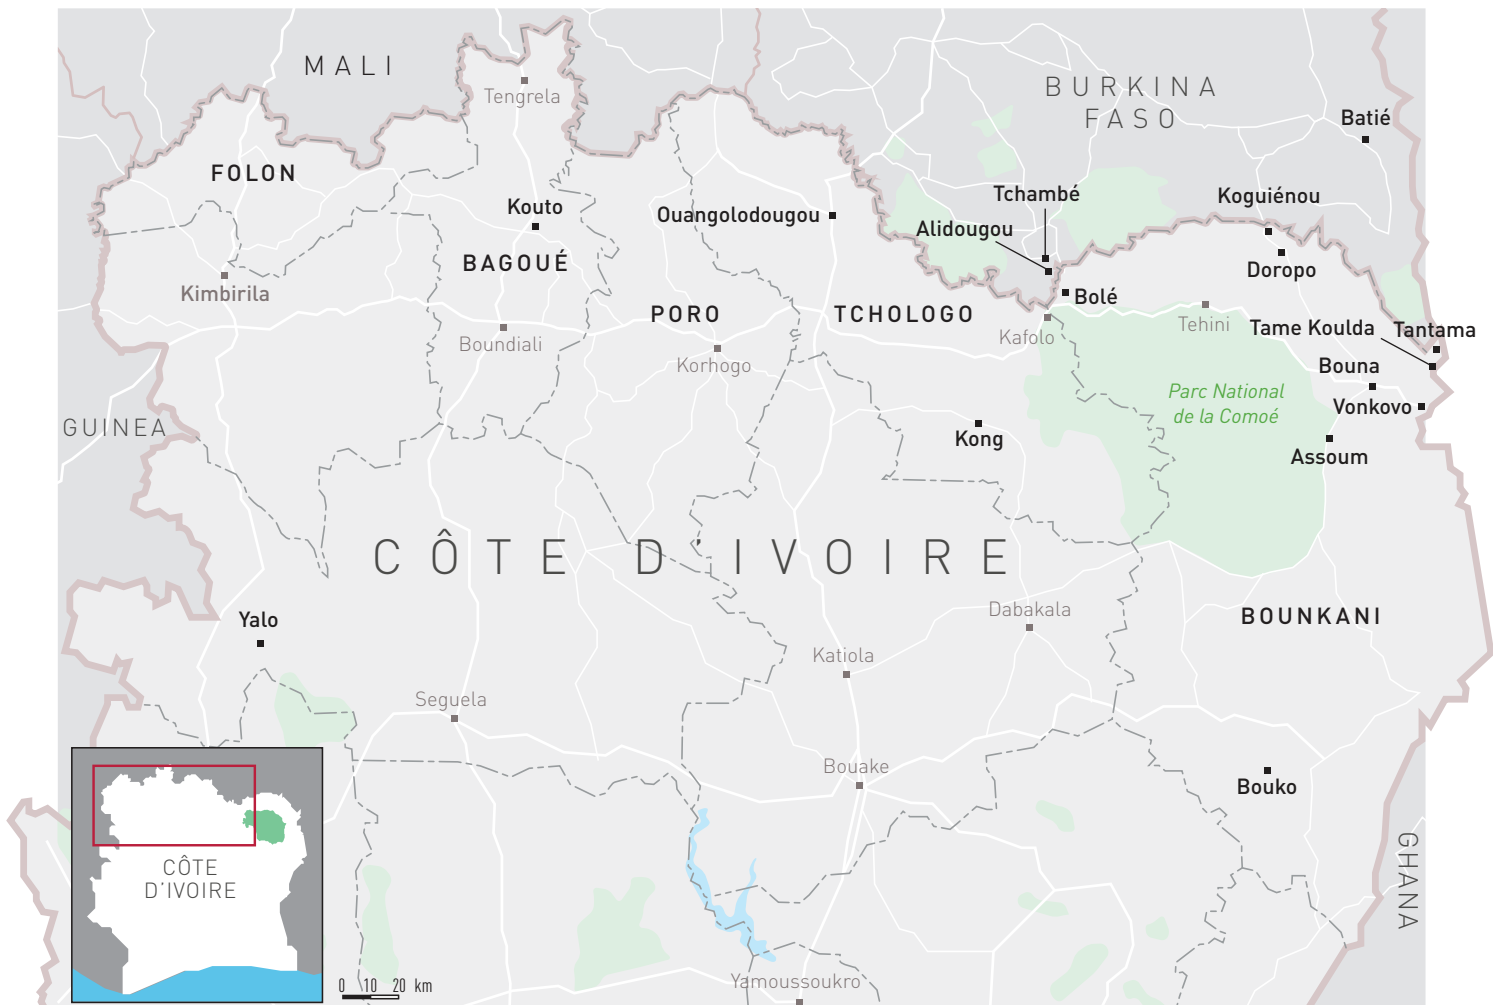 MALI
BURKINA
FASO
Tengrela
Batié
FOLON
Tchambé
Koguiénou
Kouto
Ouangolodougou
Alidougou
BAGOUÉ
Doropo
Kimbirila
Bolé
PORO
TCHOLOGO
Tehini
Tame Koulda
Tantama
Kafolo
Boundiali
Korhogo
Bouna
Parc National
de la Comoé
Vonkovo
GUINEA
Kong
Assoum
CÔTE D'IVOIRE
Dabakala
BOUNKANI
Yalo
Katiola
Seguela
Bouake
Bouko
GHANA
CÔTE
D'IVOIRE
Yamoussoukro
0 10 20 km